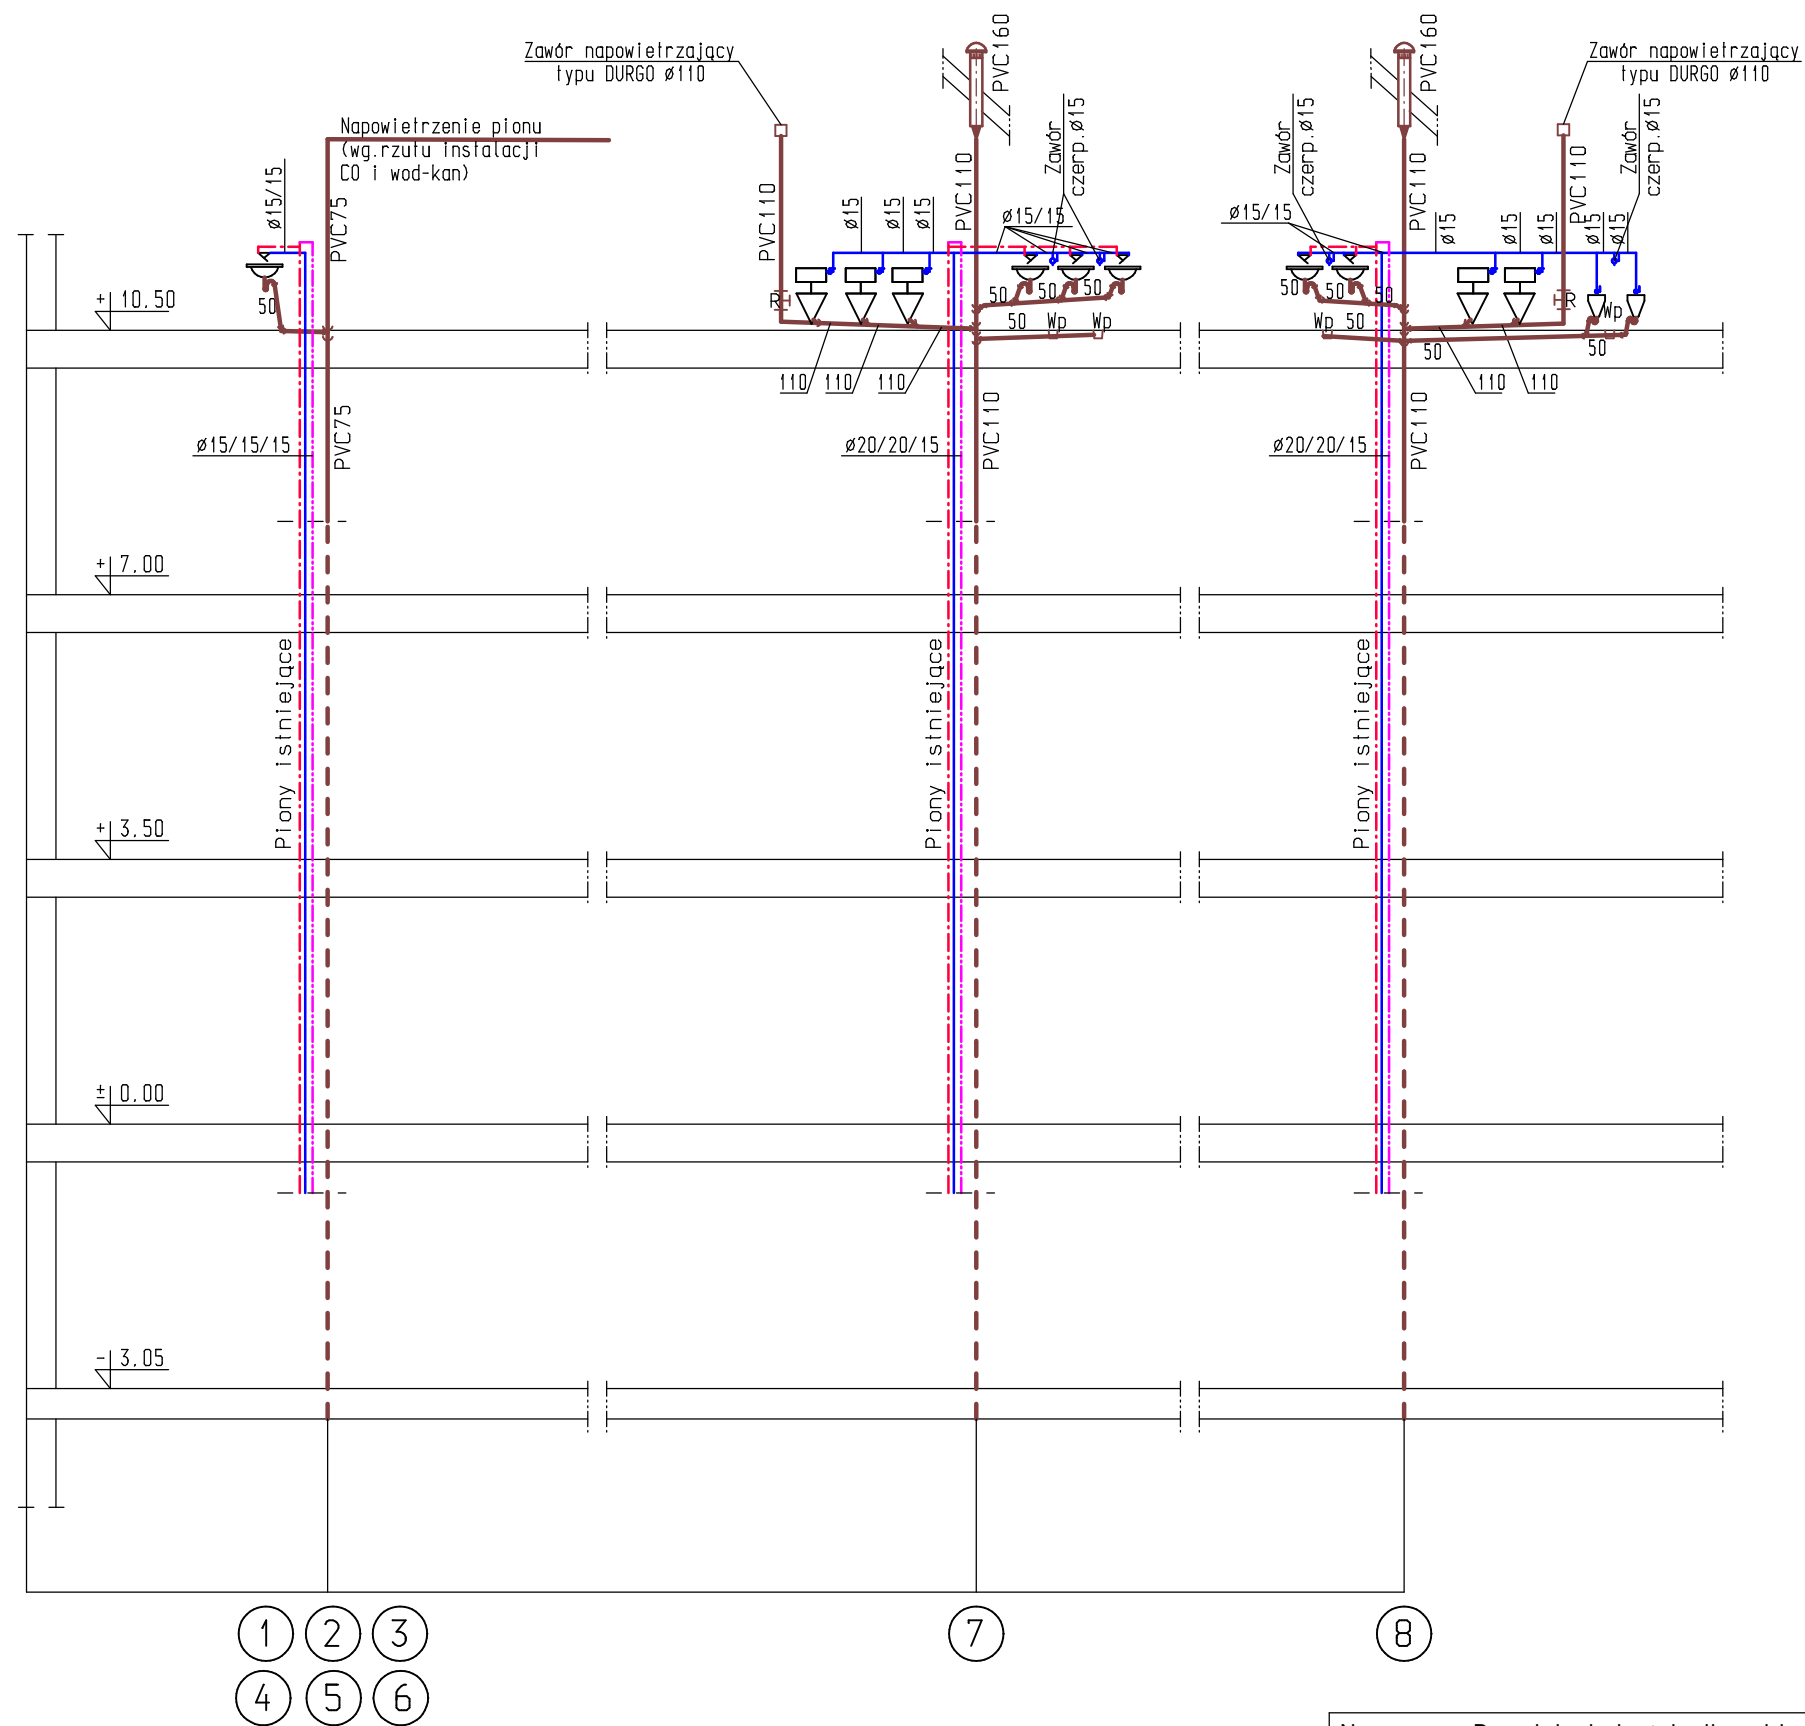 Zawór napowietrzający
typu DURGO ø110
PVC160
PVC160
Zawór napowietrzający
typu DURGO ø110
Napowietrzenie pionu
(wg.rzutu instalacji
CO i wod-kan)
ø15/15
PVC75
PVC110
ø15
ø15
ø15
PVC110
ø15/15
Zawór
czerp.ø15
ø15/15
Zawór
czerp.ø15
PVC110
ø15
ø15
ø15
PVC110
ø15
ø15
Zawór
czerp.ø15
+ 10.50
50
R
50
50
50
50
Wp
Wp
50
50
50
Wp
50
R
Wp
50
50
110
110
110
110
110
ø15/15/15
PVC75
ø20/20/15
PVC110
ø20/20/15
PVC110
+ 7.00
Piony istniejące
Piony istniejące
Piony istniejące
+ 3.50
± 0.00
- 3.05
1 2 3
7
8
4 5 6